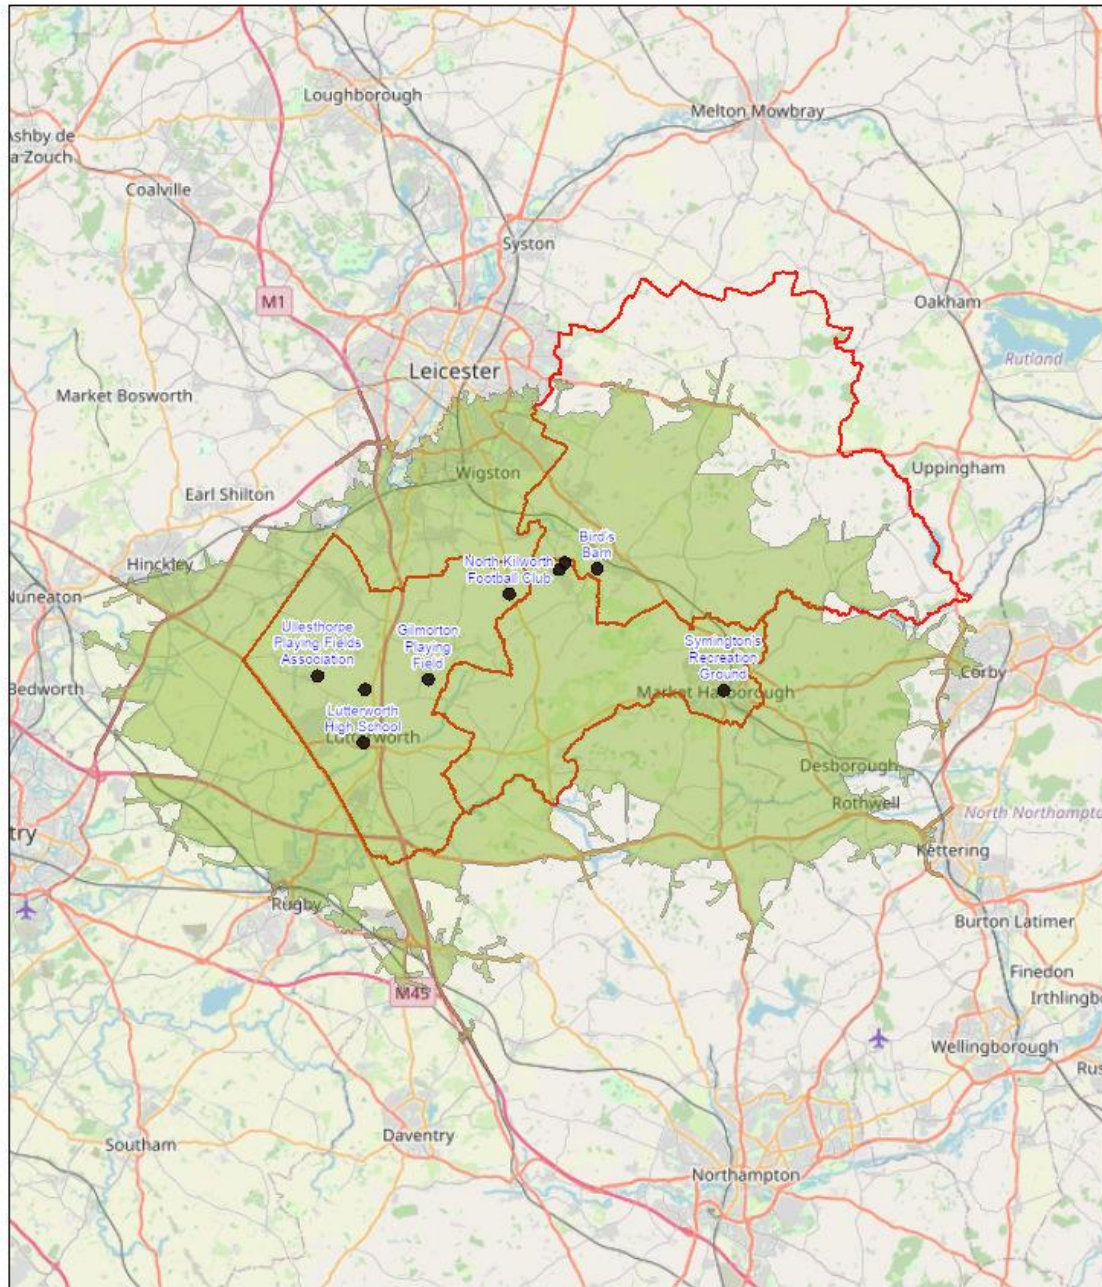 Loughborough
Melton Mowbray
Ashby de
la Zouch
Coalville
Syston
M1
Oakham
Rutland
Leicester
Market Bosworth
Uppingham
Wigston
Earl Shilton
Hinckley
Bird's
Barn
North Kilworth
Football Club
Nuneaton
Ullesthorpe
Playing Fields
Association
Gilmorton
Playing
Field
Symington's
Recreation
Ground
Corby
Bedworth
Market Harborough
Lutterworth
High School
Lutterworth
Desborough
Rothwell
North Northampto
try
Kettering
Rugby
Burton Latimer
Finedon
M45
Irthlingbo
Wellingborough
Rus
Daventry
Southam
Northampton